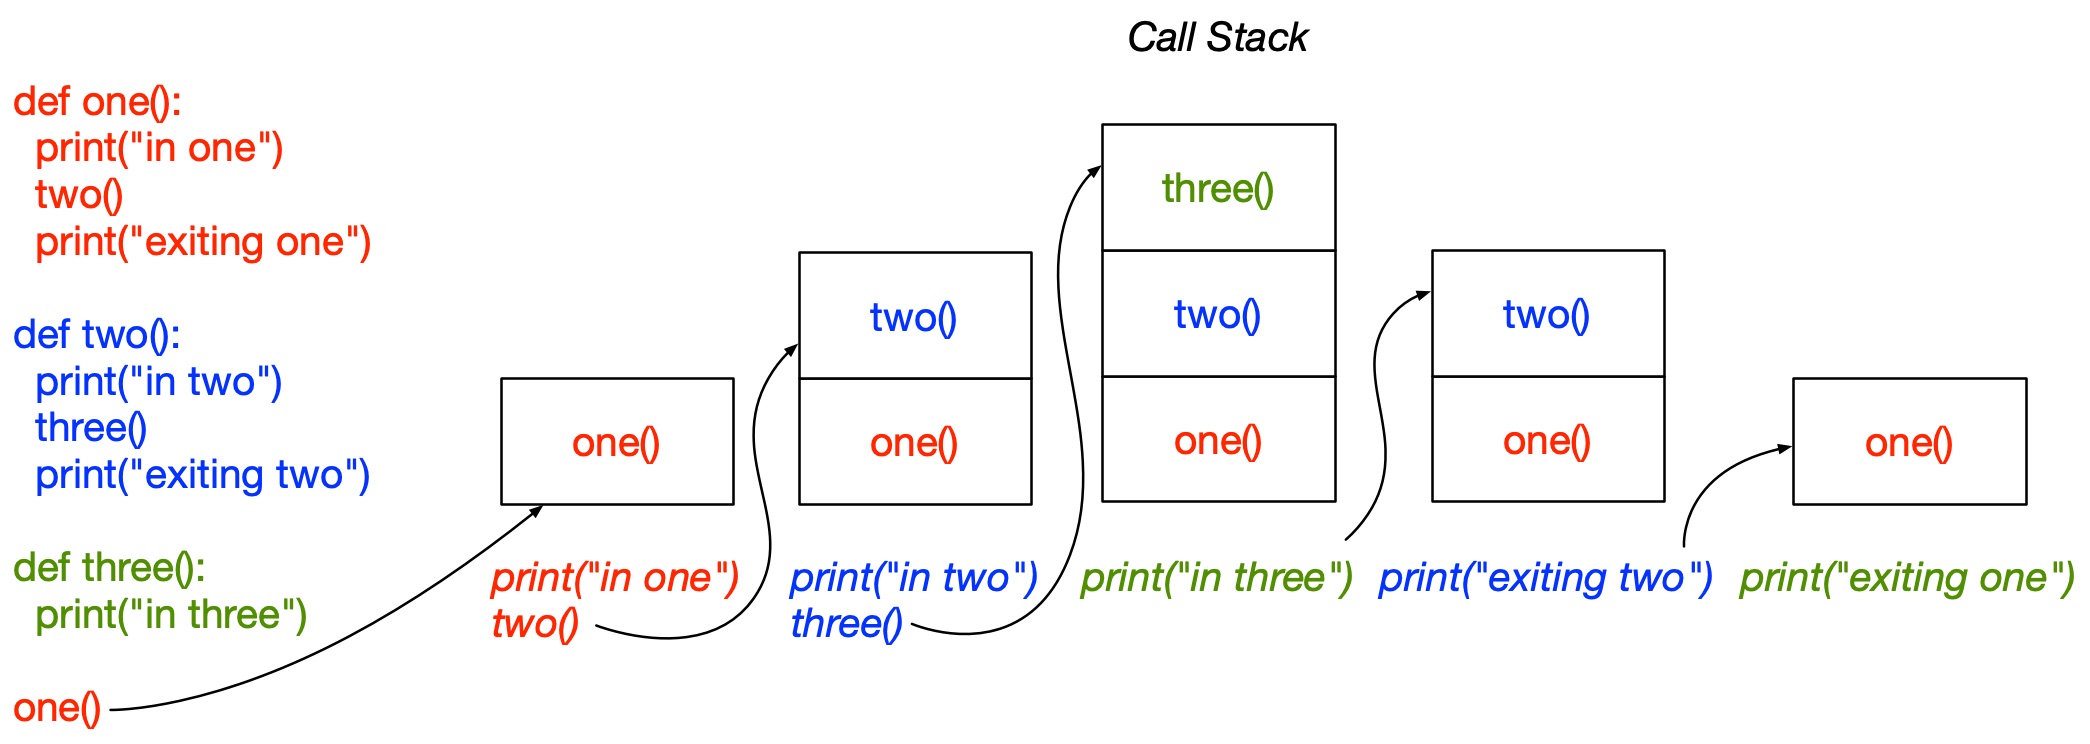 Call Stack
def one():
print("in one")
two()
print("exiting one")
def two():
print("in two")
three()
print("exiting two")
def three():
print("in three")
one()
one()
print("in one")
two()
two()
one()
print("in two")
three()
three()
two()
one()
print("in three")
two()
one()
print("exiting two")
one()
print("exiting one")